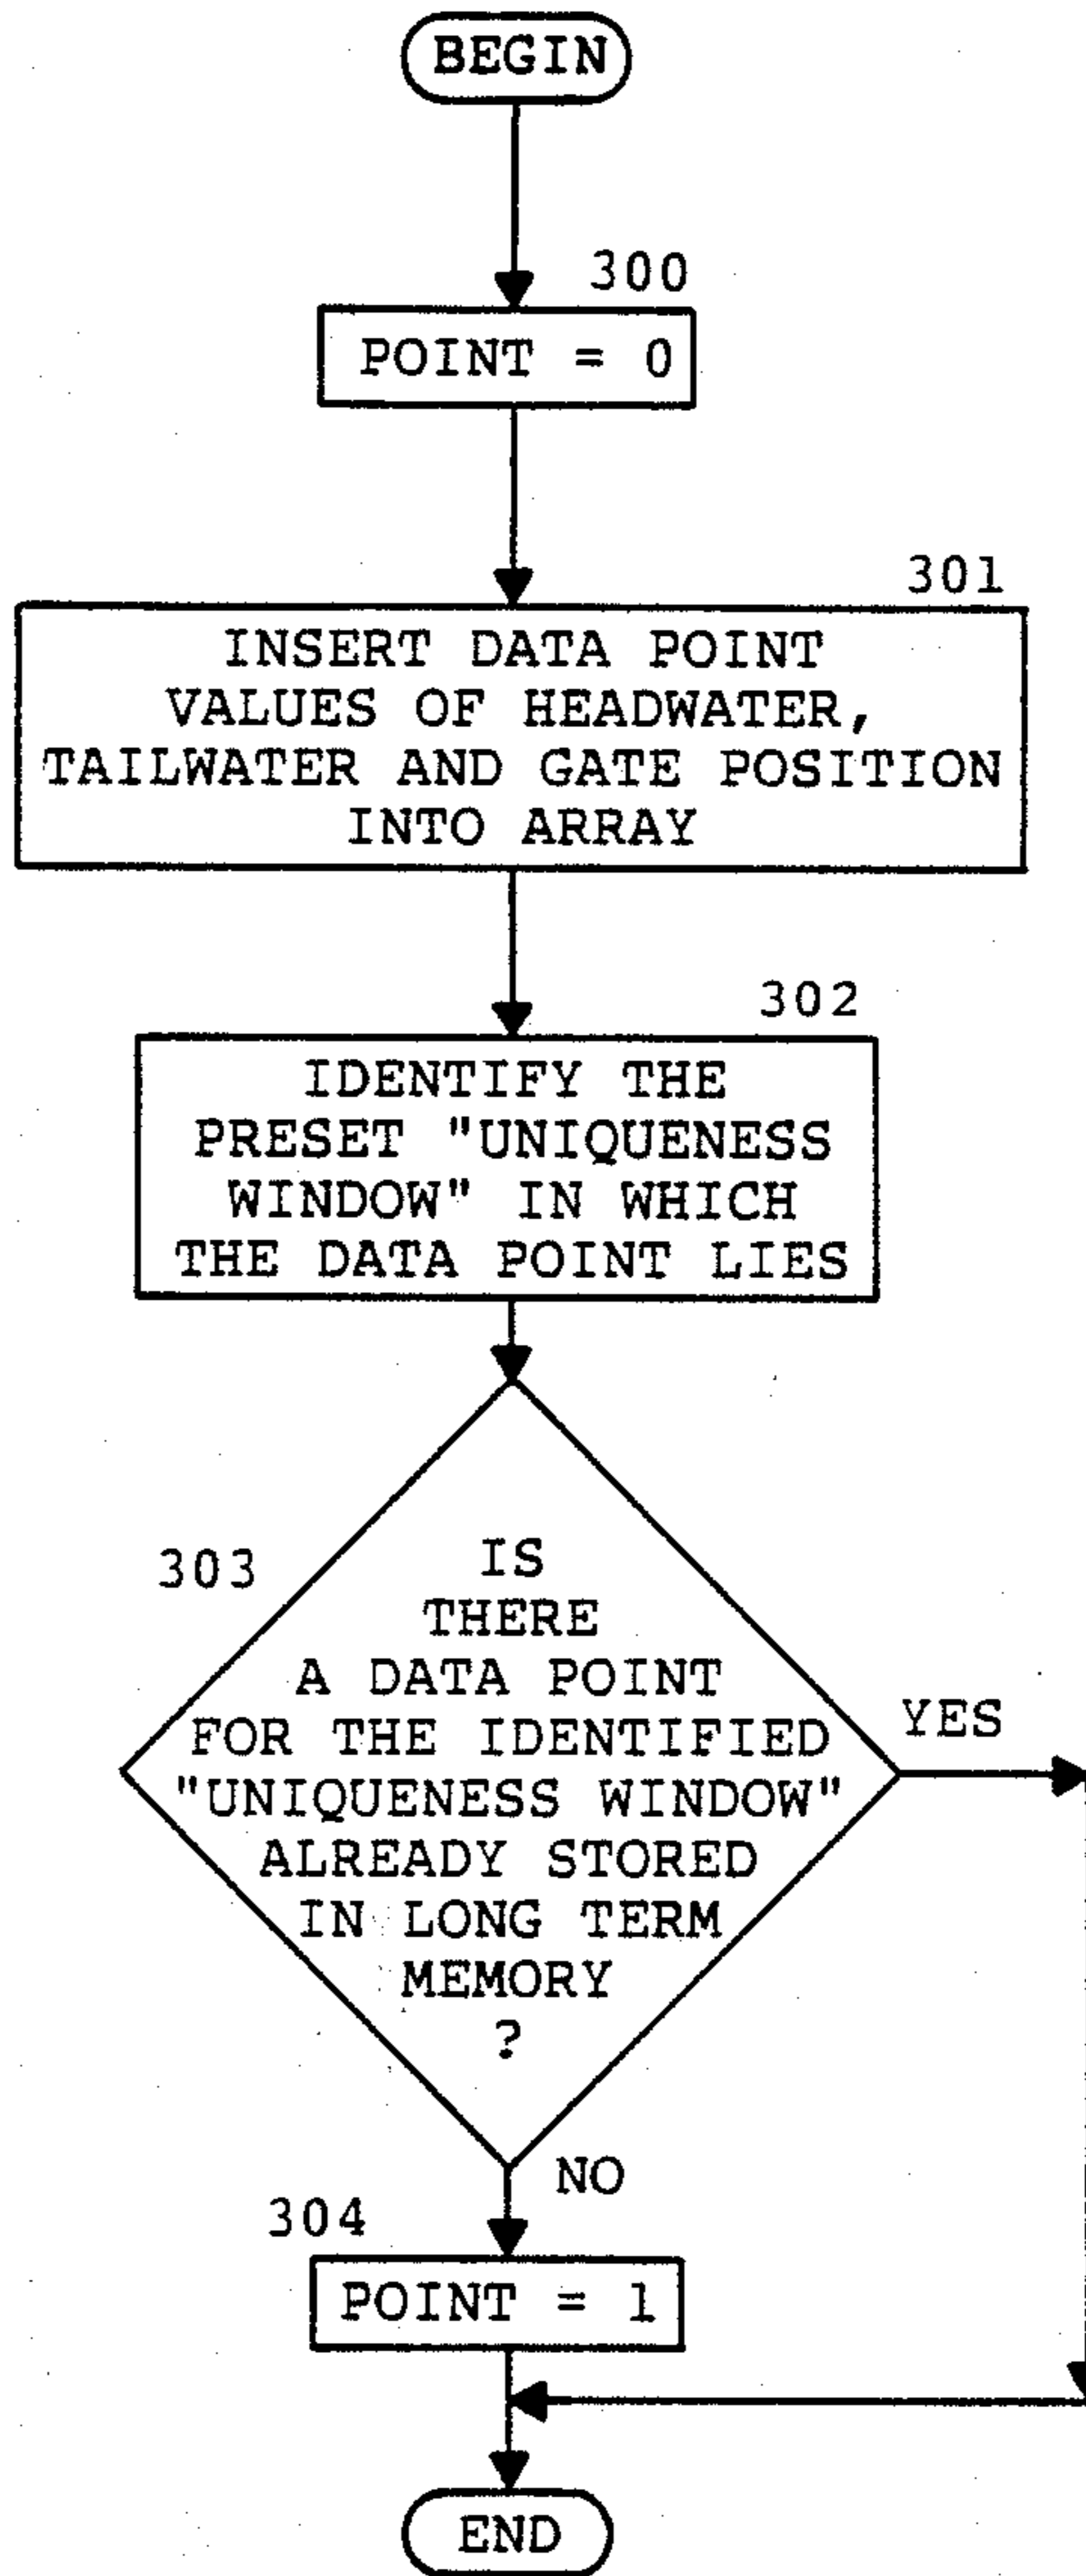 BEGIN
300
POINT = 0
301
INSERT DATA POINT
VALUES OF HEADWATER,
TAILWATER AND GATE POSITION
INTO ARRAY
302
IDENTIFY THE
PRESET "UNIQUENESS
WINDOW" IN WHICH
THE DATA POINT LIES
303
IS
THERE
A DATA POINT
FOR THE IDENTIFIED
"UNIQUENESS WINDOW"
ALREADY STORED
IN LONG TERM
MEMORY
?
YES
NO
304
POINT = 1
END